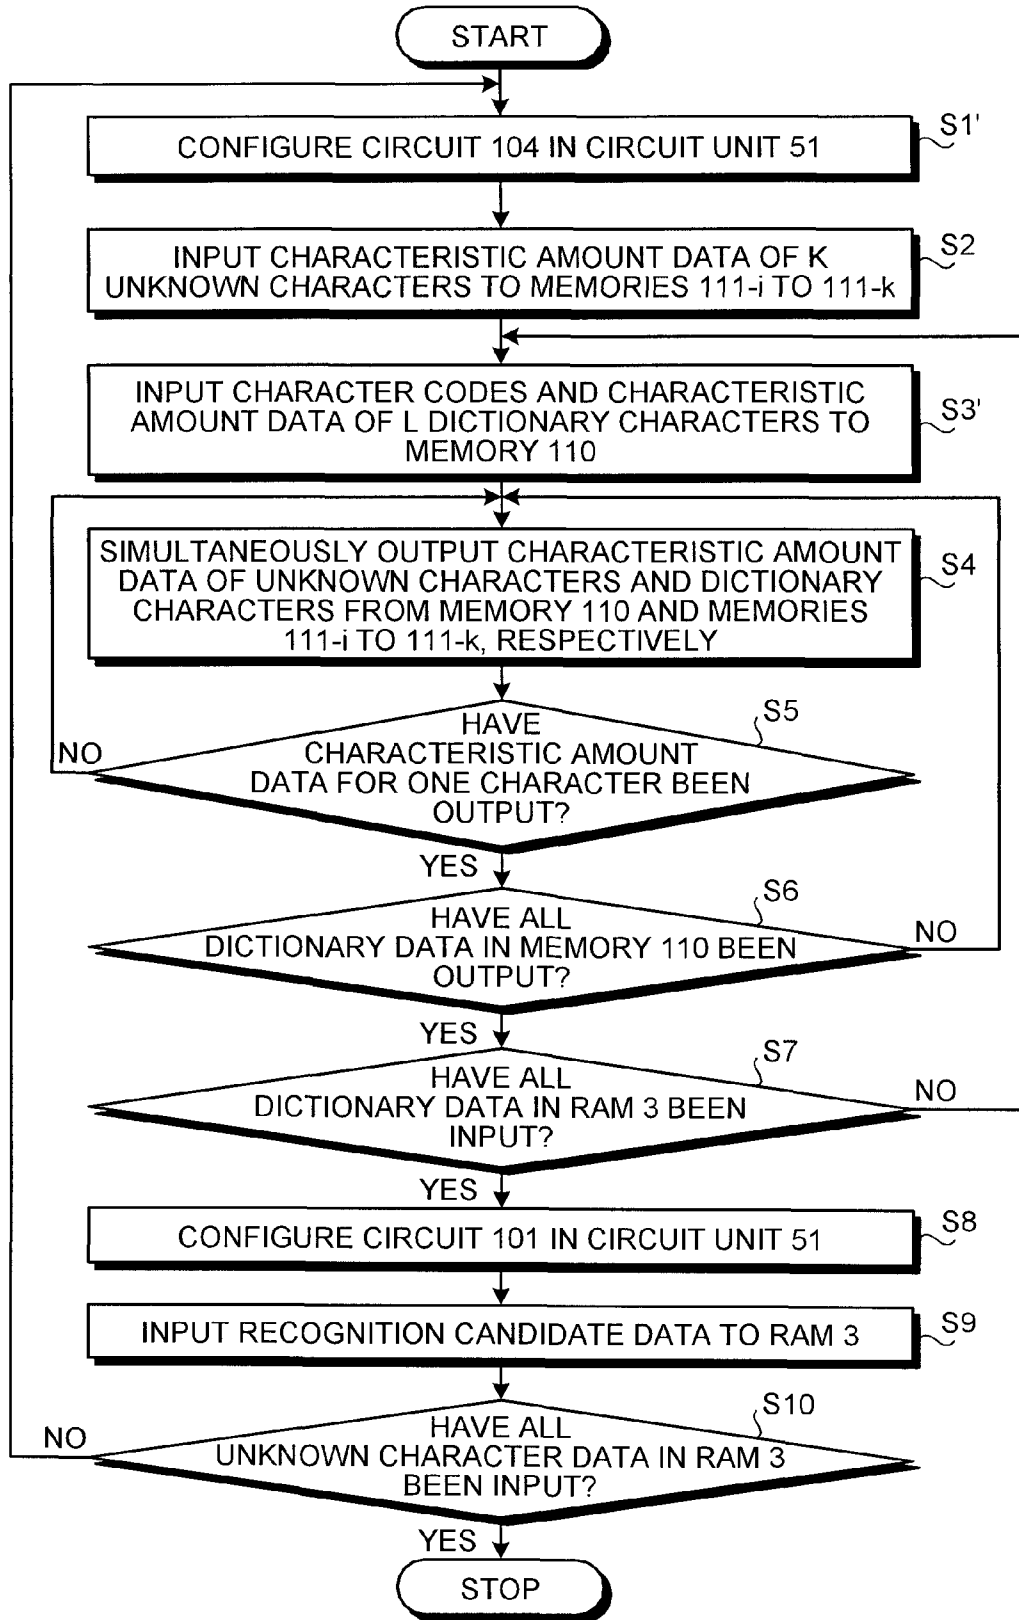 START
CONFIGURE CIRCUIT 104 IN CIRCUIT UNIT 51
S1'
INPUT CHARACTERISTIC AMOUNT DATA OF K
UNKNOWN CHARACTERS TO MEMORIES 111-i TO 111-k
S2
INPUT CHARACTER CODES AND CHARACTERISTIC
AMOUNT DATA OF L DICTIONARY CHARACTERS TO
MEMORY 110
S3'
SIMULTANEOUSLY OUTPUT CHARACTERISTIC AMOUNT
DATA OF UNKNOWN CHARACTERS AND DICTIONARY
CHARACTERS FROM MEMORY 110 AND MEMORIES
111-i TO 111-k, RESPECTIVELY
S4
HAVE
CHARACTERISTIC AMOUNT
DATA FOR ONE CHARACTER BEEN
OUTPUT?
S5
NO
YES
HAVE ALL
DICTIONARY DATA IN MEMORY 110 BEEN
OUTPUT?
S6
NO
YES
HAVE ALL
DICTIONARY DATA IN RAM 3 BEEN
INPUT?
S7
NO
YES
CONFIGURE CIRCUIT 101 IN CIRCUIT UNIT 51
S8
INPUT RECOGNITION CANDIDATE DATA TO RAM 3
S9
HAVE ALL
UNKNOWN CHARACTER DATA IN RAM 3
BEEN INPUT?
S10
NO
YES
STOP